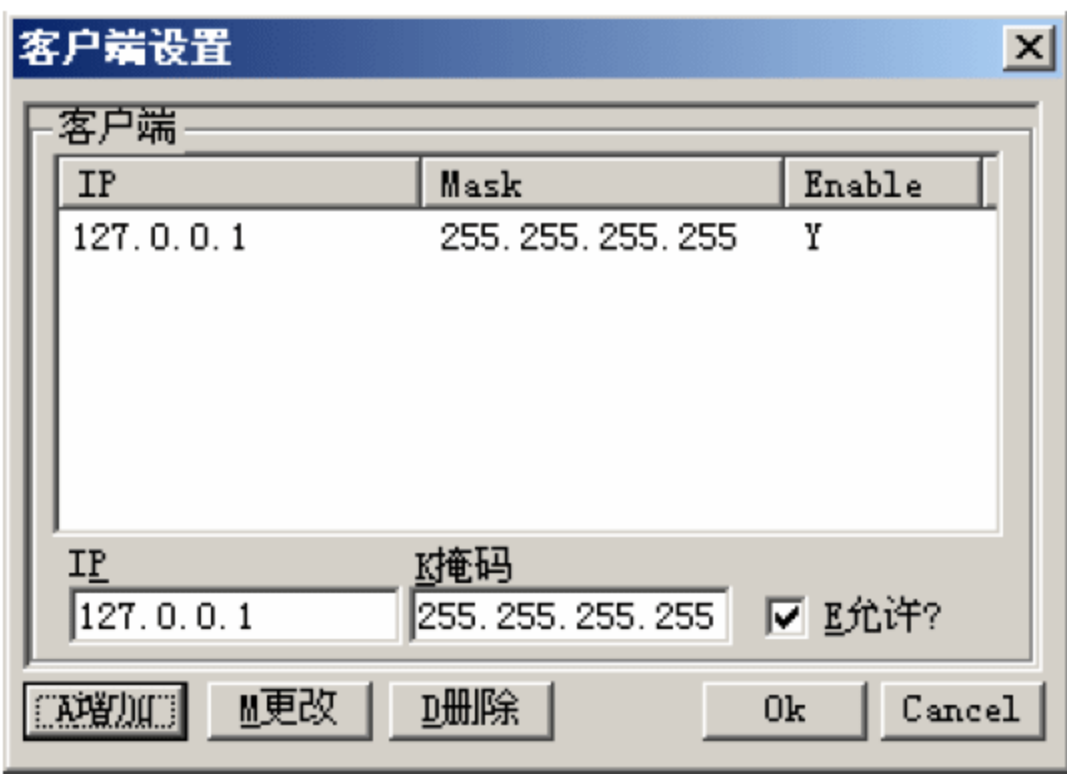 客户端设置
客户端
IP Mask Enable
127.0.0.1 255.255.255.255 Y
IP K掩码
127.0.0.1 255.255.255.255 E允许?
A增加 M更改 D删除 Ok Cancel